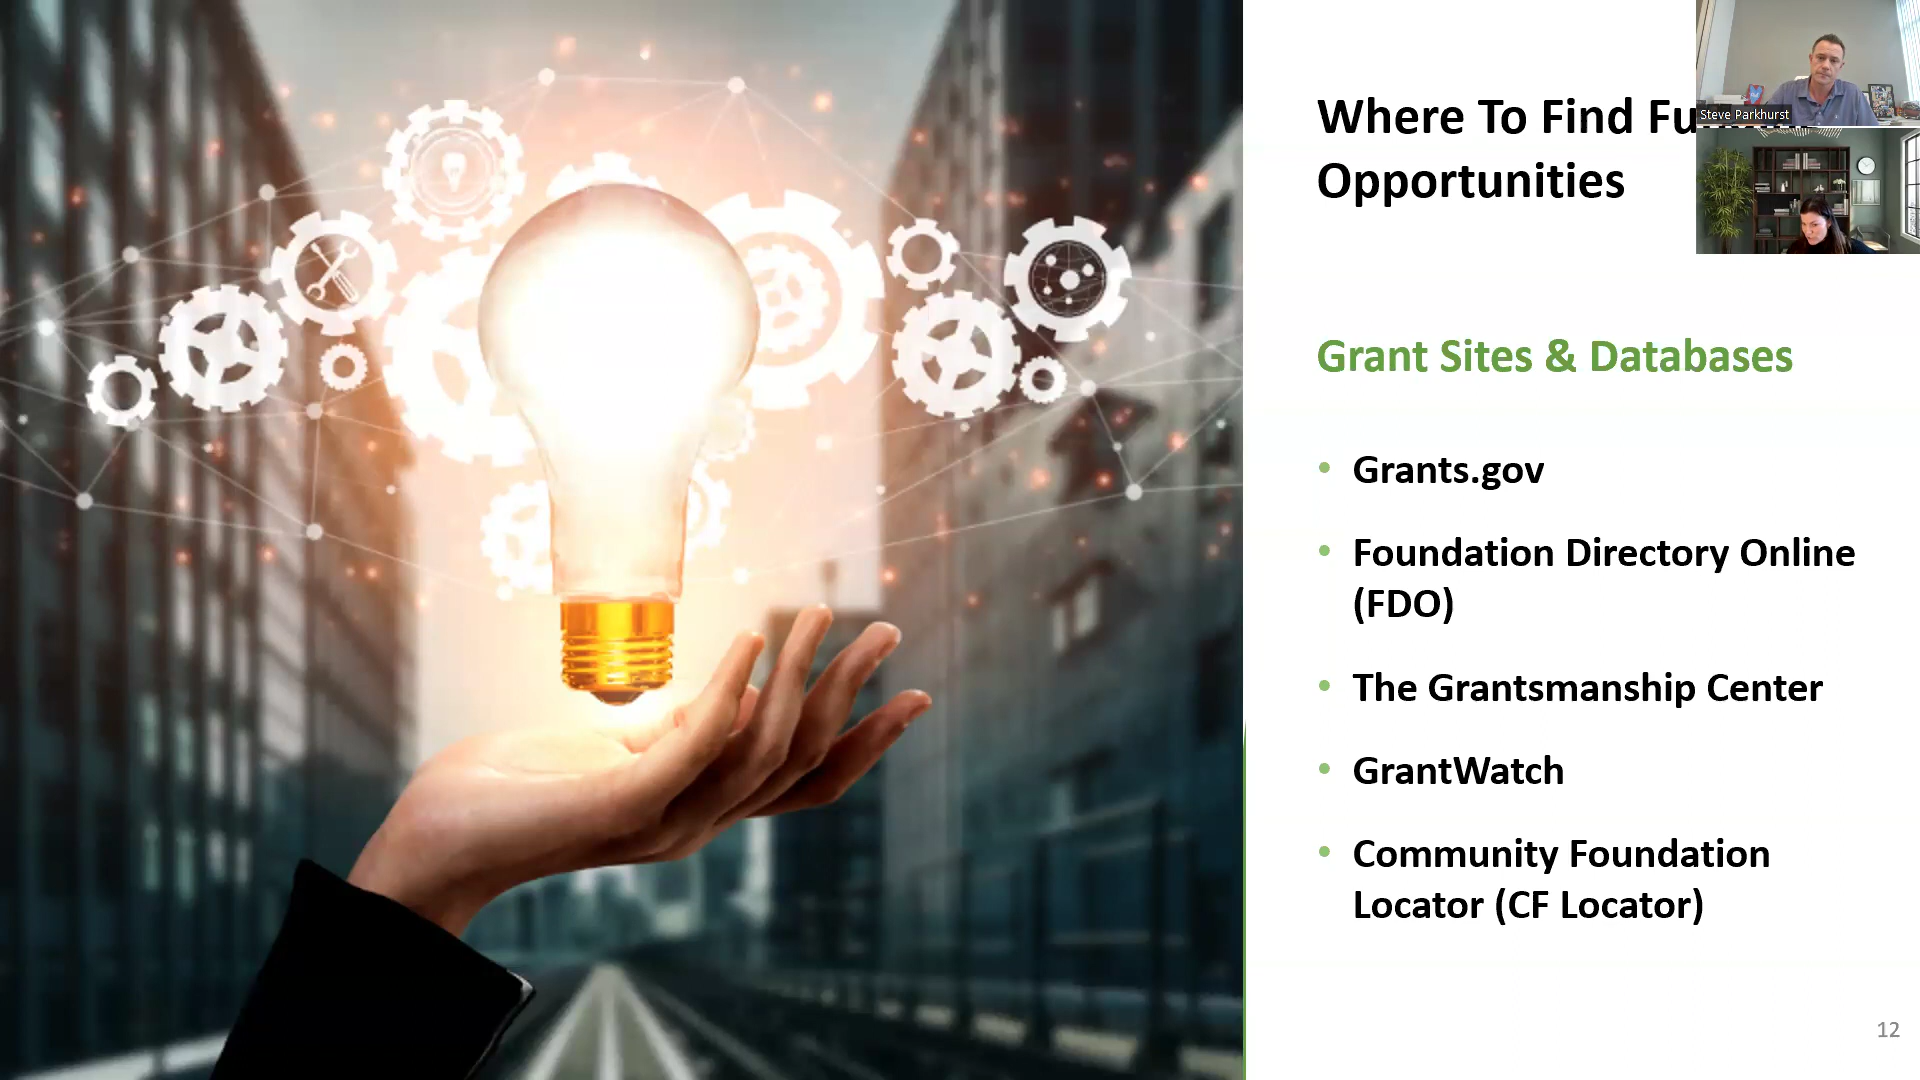 Where To Find Fu
Opportunities
Steve Parkhurst
Grant Sites & Databases
• Grants.gov
• Foundation Directory Online
(FDO)
• The Grantsmanship Center
• GrantWatch
• Community Foundation
Locator (CF Locator)
12